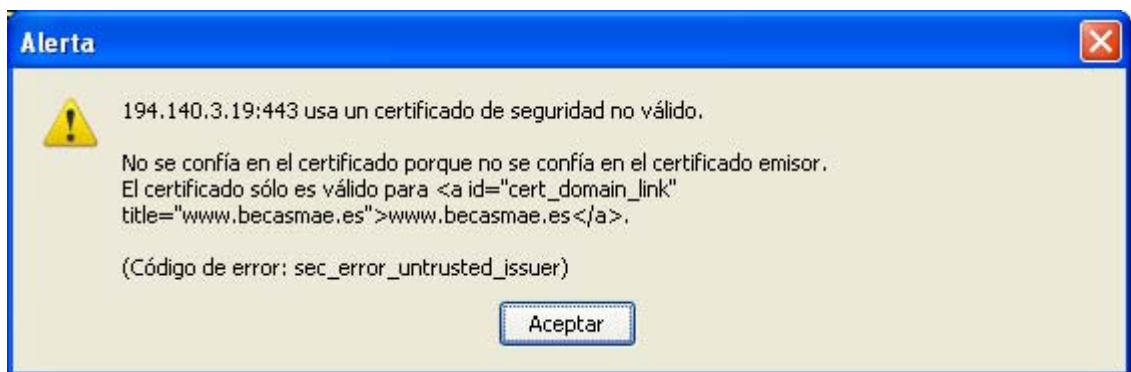 Alerta
194.140.3.19:443 usa un certificado de seguridad no válido.
No se confía en el certificado porque no se confía en el certificado emisor.
El certificado sólo es válido para <a id="cert_domain_link"
title="www.becasmae.es">www.becasmae.es</a>.
(Código de error: sec_error_untrusted_issuer)
Aceptar